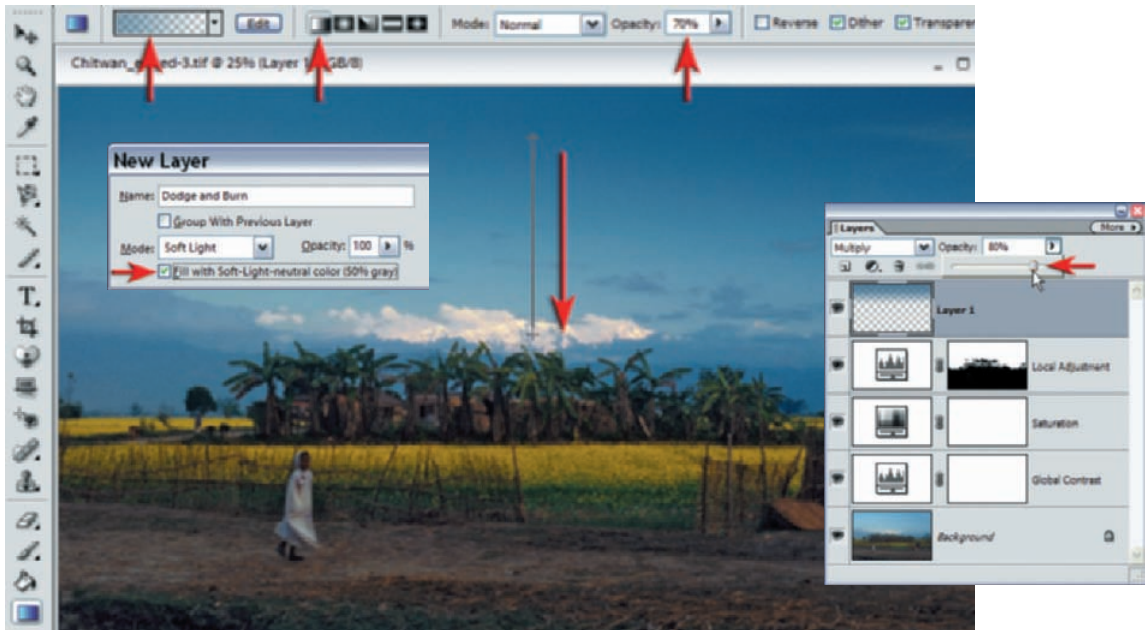 Edit Mode: Normal Opacity: 70% Reverse Dither Transparen
Chitwan_ed-3.tif @ 25% (Layer 1 GB/8)
New Layer
Name: Dodge and Burn
Group With Previous Layer
Mode: Soft Light Opacity: 100 %
Fill with Soft-Light-neutral color (50% gray)
Layers More
Multiply Opacity: 80%
Layer 1
Local Adjustment
Saturation
Global Contrast
Background
T